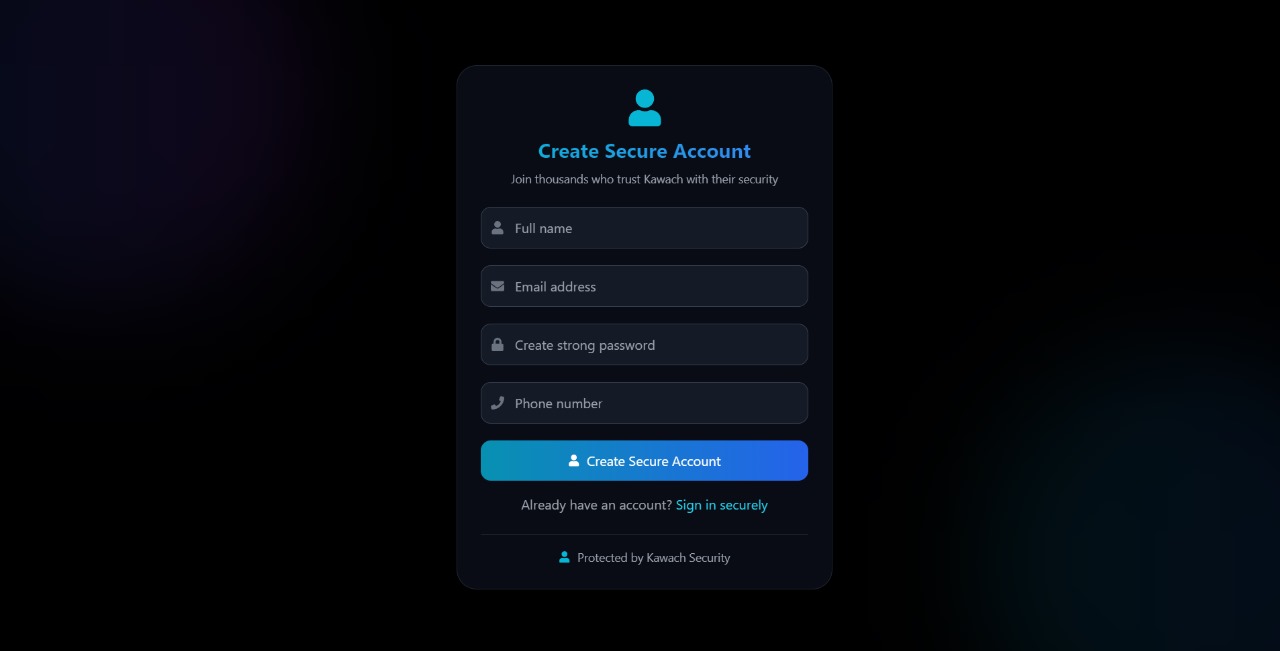 Create Secure Account
Join thousands who trust Kawach with their security
Full name
Email address
Create strong password
Phone number
Create Secure Account
Already have an account? Sign in securely
Protected by Kawach Security